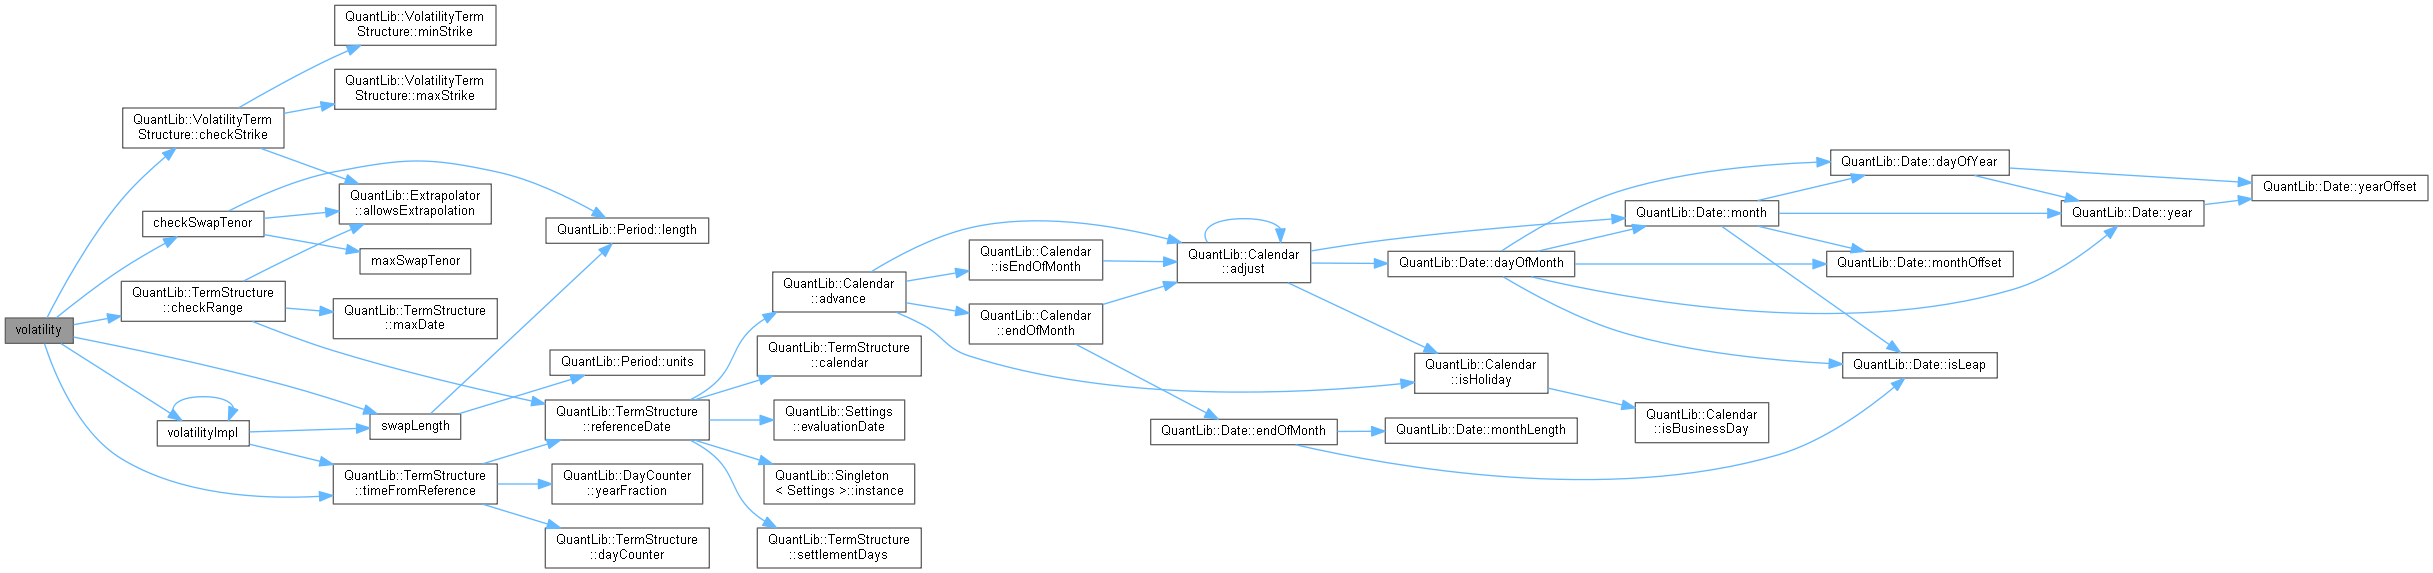 QuantLib::VolatilityTerm
Structure::minStrike
QuantLib::VolatilityTerm
Structure::maxStrike
QuantLib::VolatilityTerm
Structure::checkStrike
QuantLib::Extrapolator
::allowsExtrapolation
checkSwapTenor
maxSwapTenor
QuantLib::Period::length
QuantLib::TermStructure
::checkRange
QuantLib::TermStructure
::maxDate
volatility
QuantLib::Period::units
volatilityImpl
swapLength
QuantLib::TermStructure
::timeFromReference
QuantLib::TermStructure
::referenceDate
QuantLib::DayCounter
::yearFraction
QuantLib::TermStructure
::dayCounter
QuantLib::Calendar
::advance
QuantLib::TermStructure
::calendar
QuantLib::Settings
::evaluationDate
QuantLib::Singleton
< Settings >::instance
QuantLib::TermStructure
::settlementDays
QuantLib::Calendar
::isEndOfMonth
QuantLib::Calendar
::endOfMonth
QuantLib::Calendar
::adjust
QuantLib::Date::endOfMonth
QuantLib::Date::dayOfMonth
QuantLib::Calendar
::isHoliday
QuantLib::Date::monthLength
QuantLib::Date::month
QuantLib::Calendar
::isBusinessDay
QuantLib::Date::dayOfYear
QuantLib::Date::monthOffset
QuantLib::Date::isLeap
QuantLib::Date::year
QuantLib::Date::yearOffset